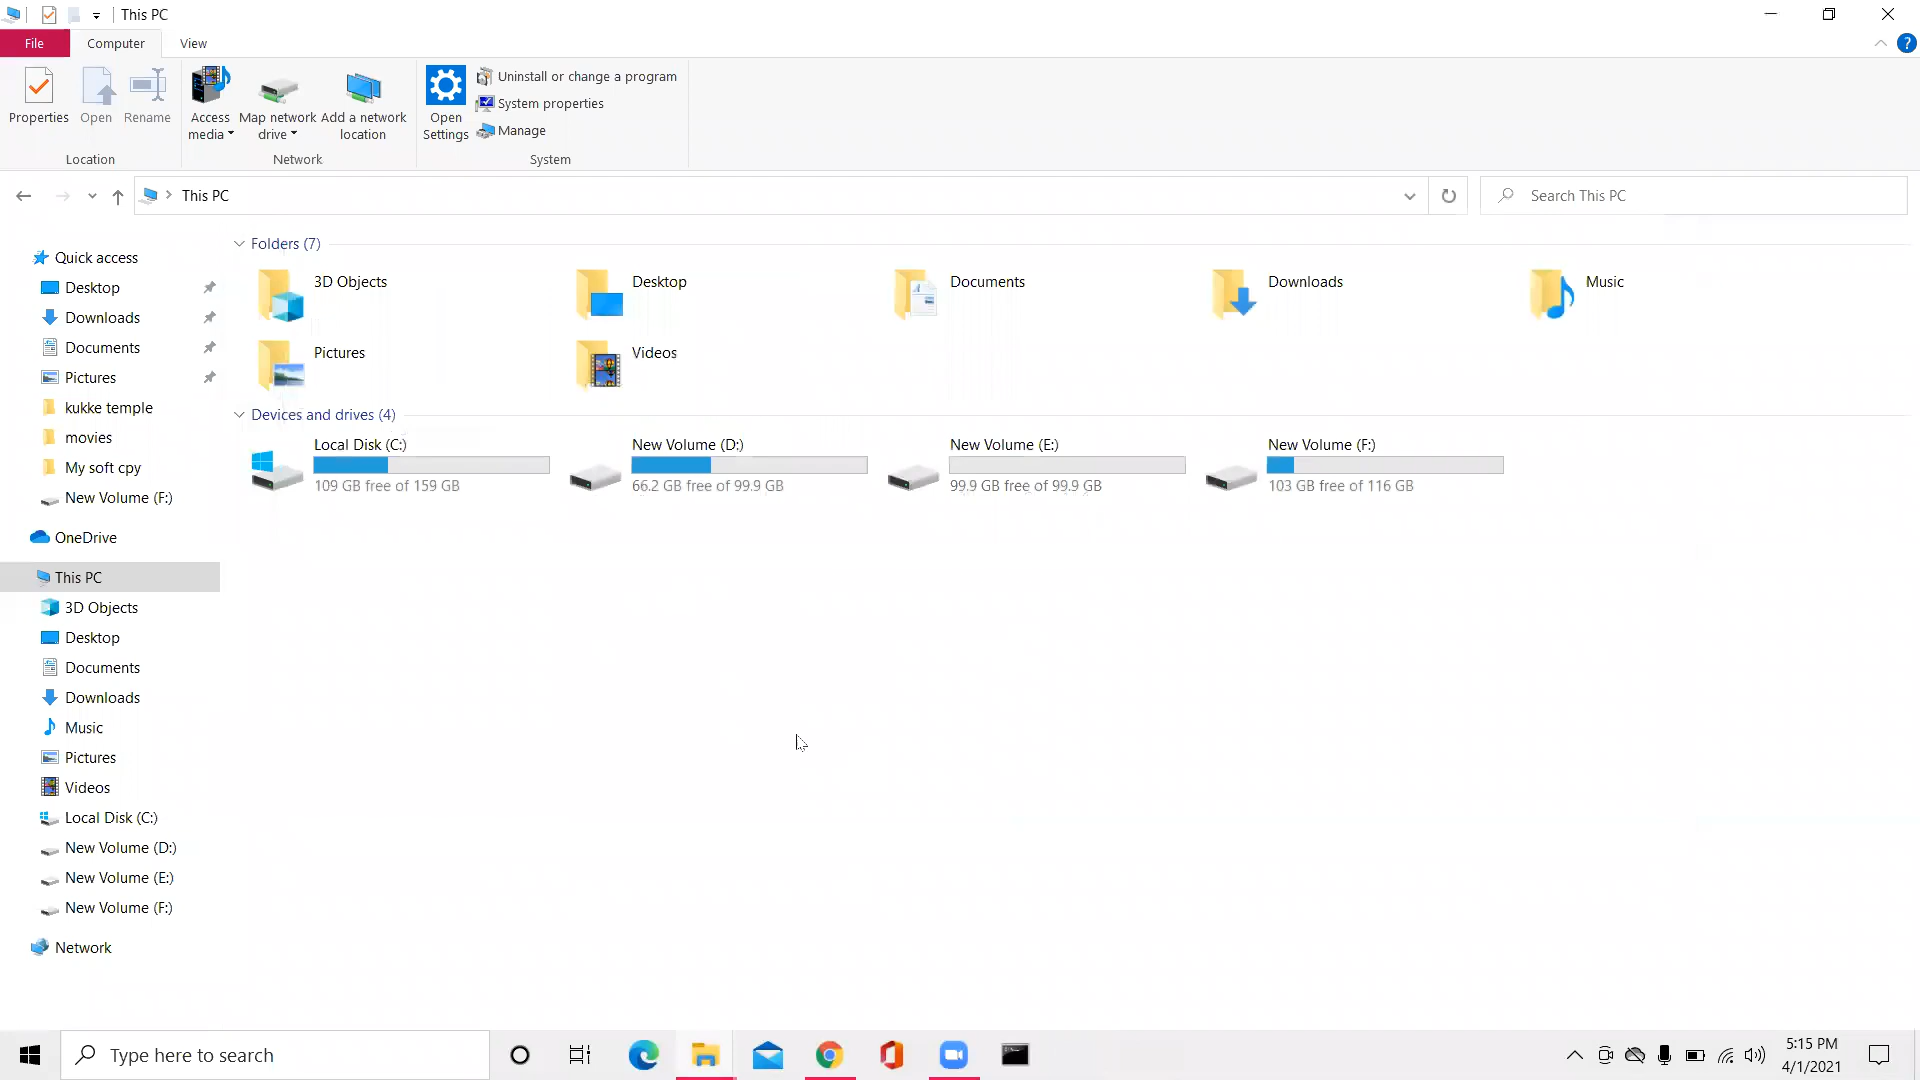 This PC
File
Computer
View
Properties
Open
Rename
Access
media
Map network
drive
Add a network
location
Open
Settings
Uninstall or change a program
System properties
Manage
Location
Network
System
This PC
Search This PC
Quick access
Desktop
Downloads
Documents
Pictures
kukke temple
movies
My soft cpy
New Volume (F:)
OneDrive
This PC
3D Objects
Desktop
Documents
Downloads
Music
Pictures
Videos
Local Disk (C:)
New Volume (D:)
New Volume (E:)
New Volume (F:)
Network
Folders (7)
3D Objects
Desktop
Documents
Downloads
Music
Pictures
Videos
Devices and drives (4)
Local Disk (C:)
109 GB free of 159 GB
New Volume (D:)
66.2 GB free of 99.9 GB
New Volume (E:)
99.9 GB free of 99.9 GB
New Volume (F:)
103 GB free of 116 GB
Type here to search
5:15 PM
4/1/2021